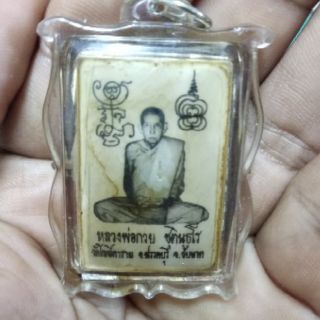 หลวงพ่อกวย ชุตินฺธโร
วัดโฆสิตาราม อ.สรรคบุรี จ.ชัยนาท